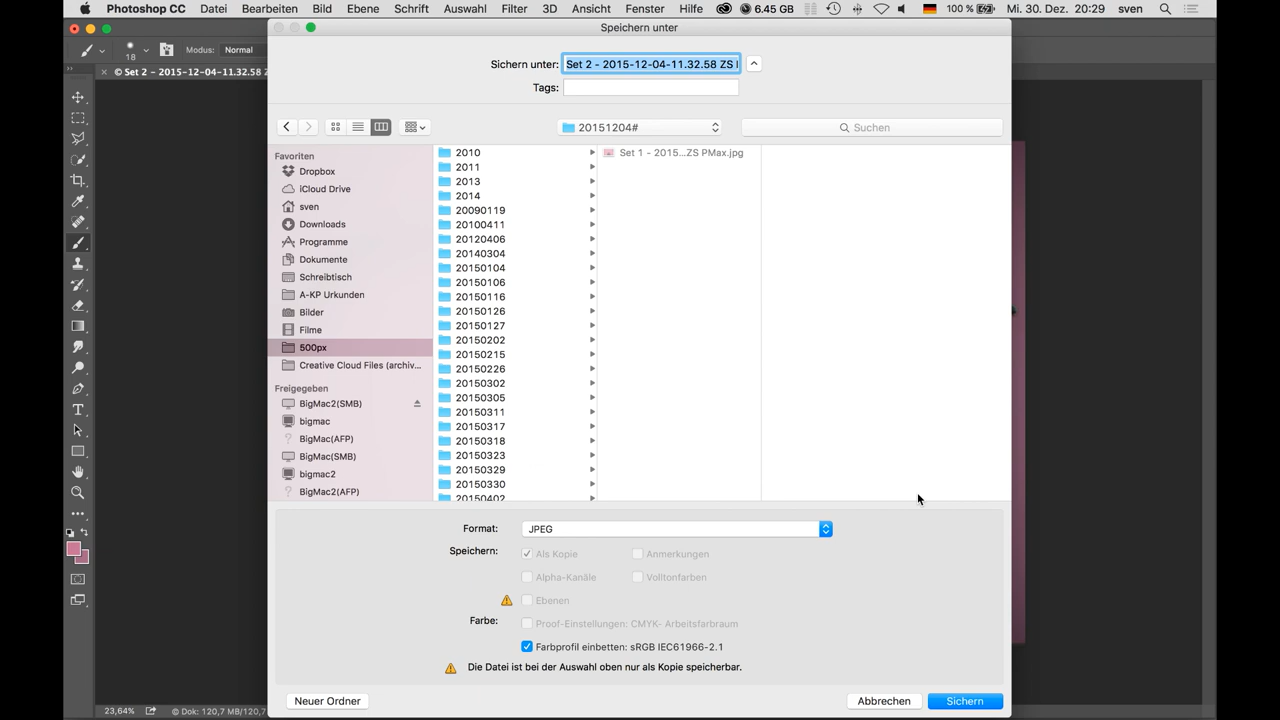 Photoshop CC Datei Bearbeiten Bild Ebene Schrift Auswahl Filter 3D Ansicht Fenster Hilfe 6.45 GB 100 % Mi. 30. Dez. 20:29 sven
Speichern unter
18 Modus: Normal
Sichern unter: Set 2 - 2015-12-04-11.32.58 ZS
© Set 2 - 2015-12-04-11.32.58 Z
Tags:
20151204#
Suchen
Favoriten
Dropbox
iCloud Drive
sven
Downloads
Programme
Dokumente
Schreibtisch
A-KP Urkunden
Bilder
Filme
500px
Creative Cloud Files (archiv...
Freigegeben
BigMac2(SMB)
bigmac
BigMac(AFP)
BigMac(SMB)
bigmac2
BigMac2(AFP)
2010
2011
2013
2014
20090119
20100411
20120406
20140304
20150104
20150106
20150116
20150126
20150127
20150202
20150215
20150226
20150302
20150305
20150311
20150317
20150318
20150323
20150329
20150330
20150402
Set 1 - 2015...ZS PMax.jpg
Format: JPEG
Speichern: Als Kopie Anmerkungen
Alpha-Kanäle Volltonfarben
Ebenen
Farbe: Proof-Einstellungen: CMYK- Arbeitsfarbraum
Farbprofil einbetten: sRGB IEC61966-2.1
Die Datei ist bei der Auswahl oben nur als Kopie speicherbar.
Neuer Ordner Abbrechen Sichern
23,64% Dok: 120,7 MB/120,7